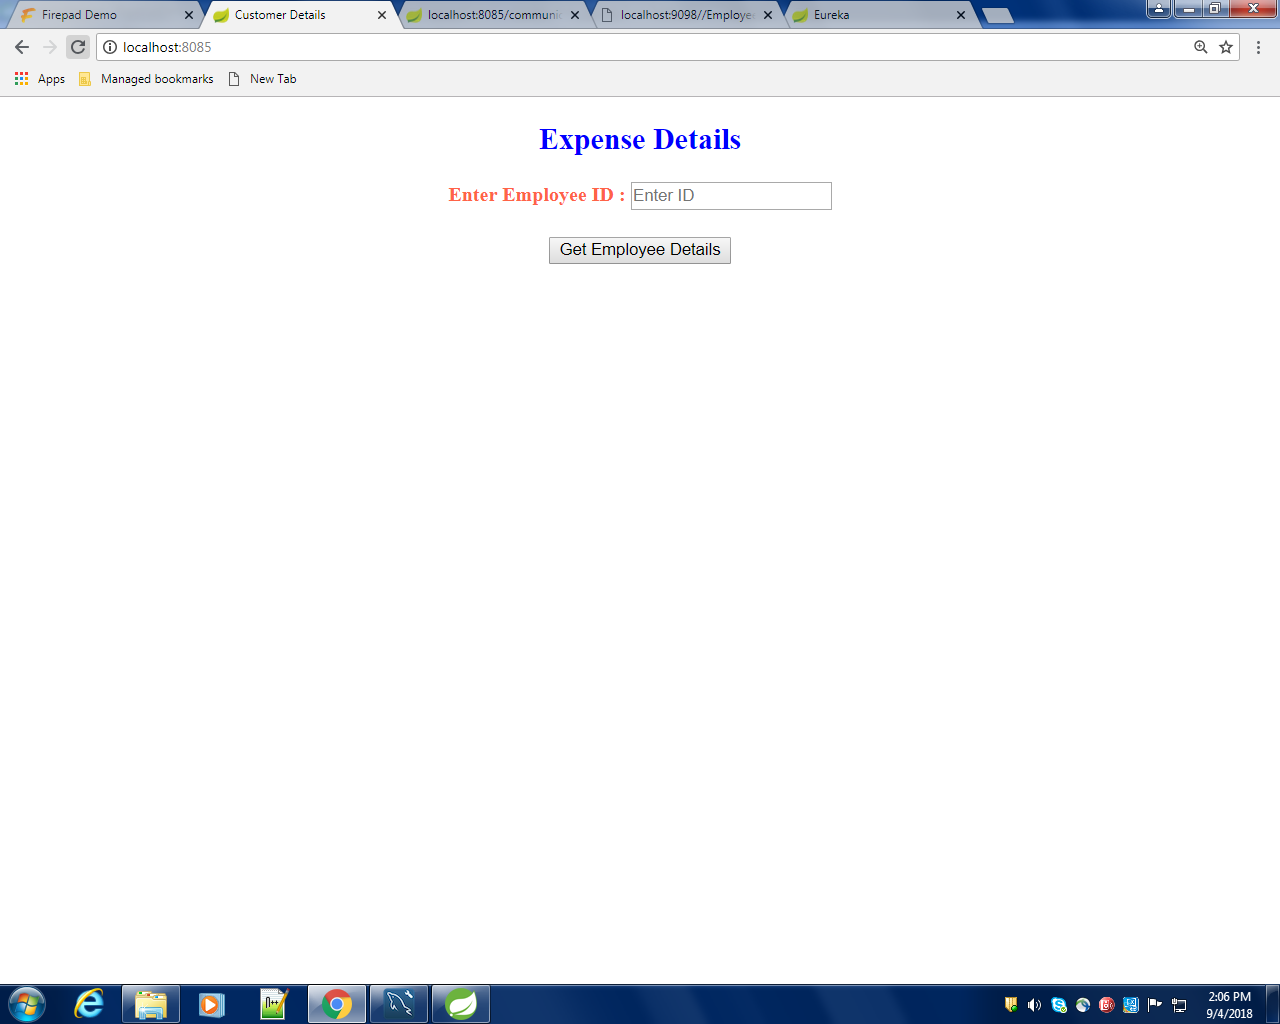 Firepad Demo
Customer Details
localhost:8085/communic
localhost:9098//Employe
Eureka
localhost:8085
Apps
Managed bookmarks
New Tab
Expense Details
Enter Employee ID :
Enter ID
Get Employee Details
2:06 PM
9/4/2018